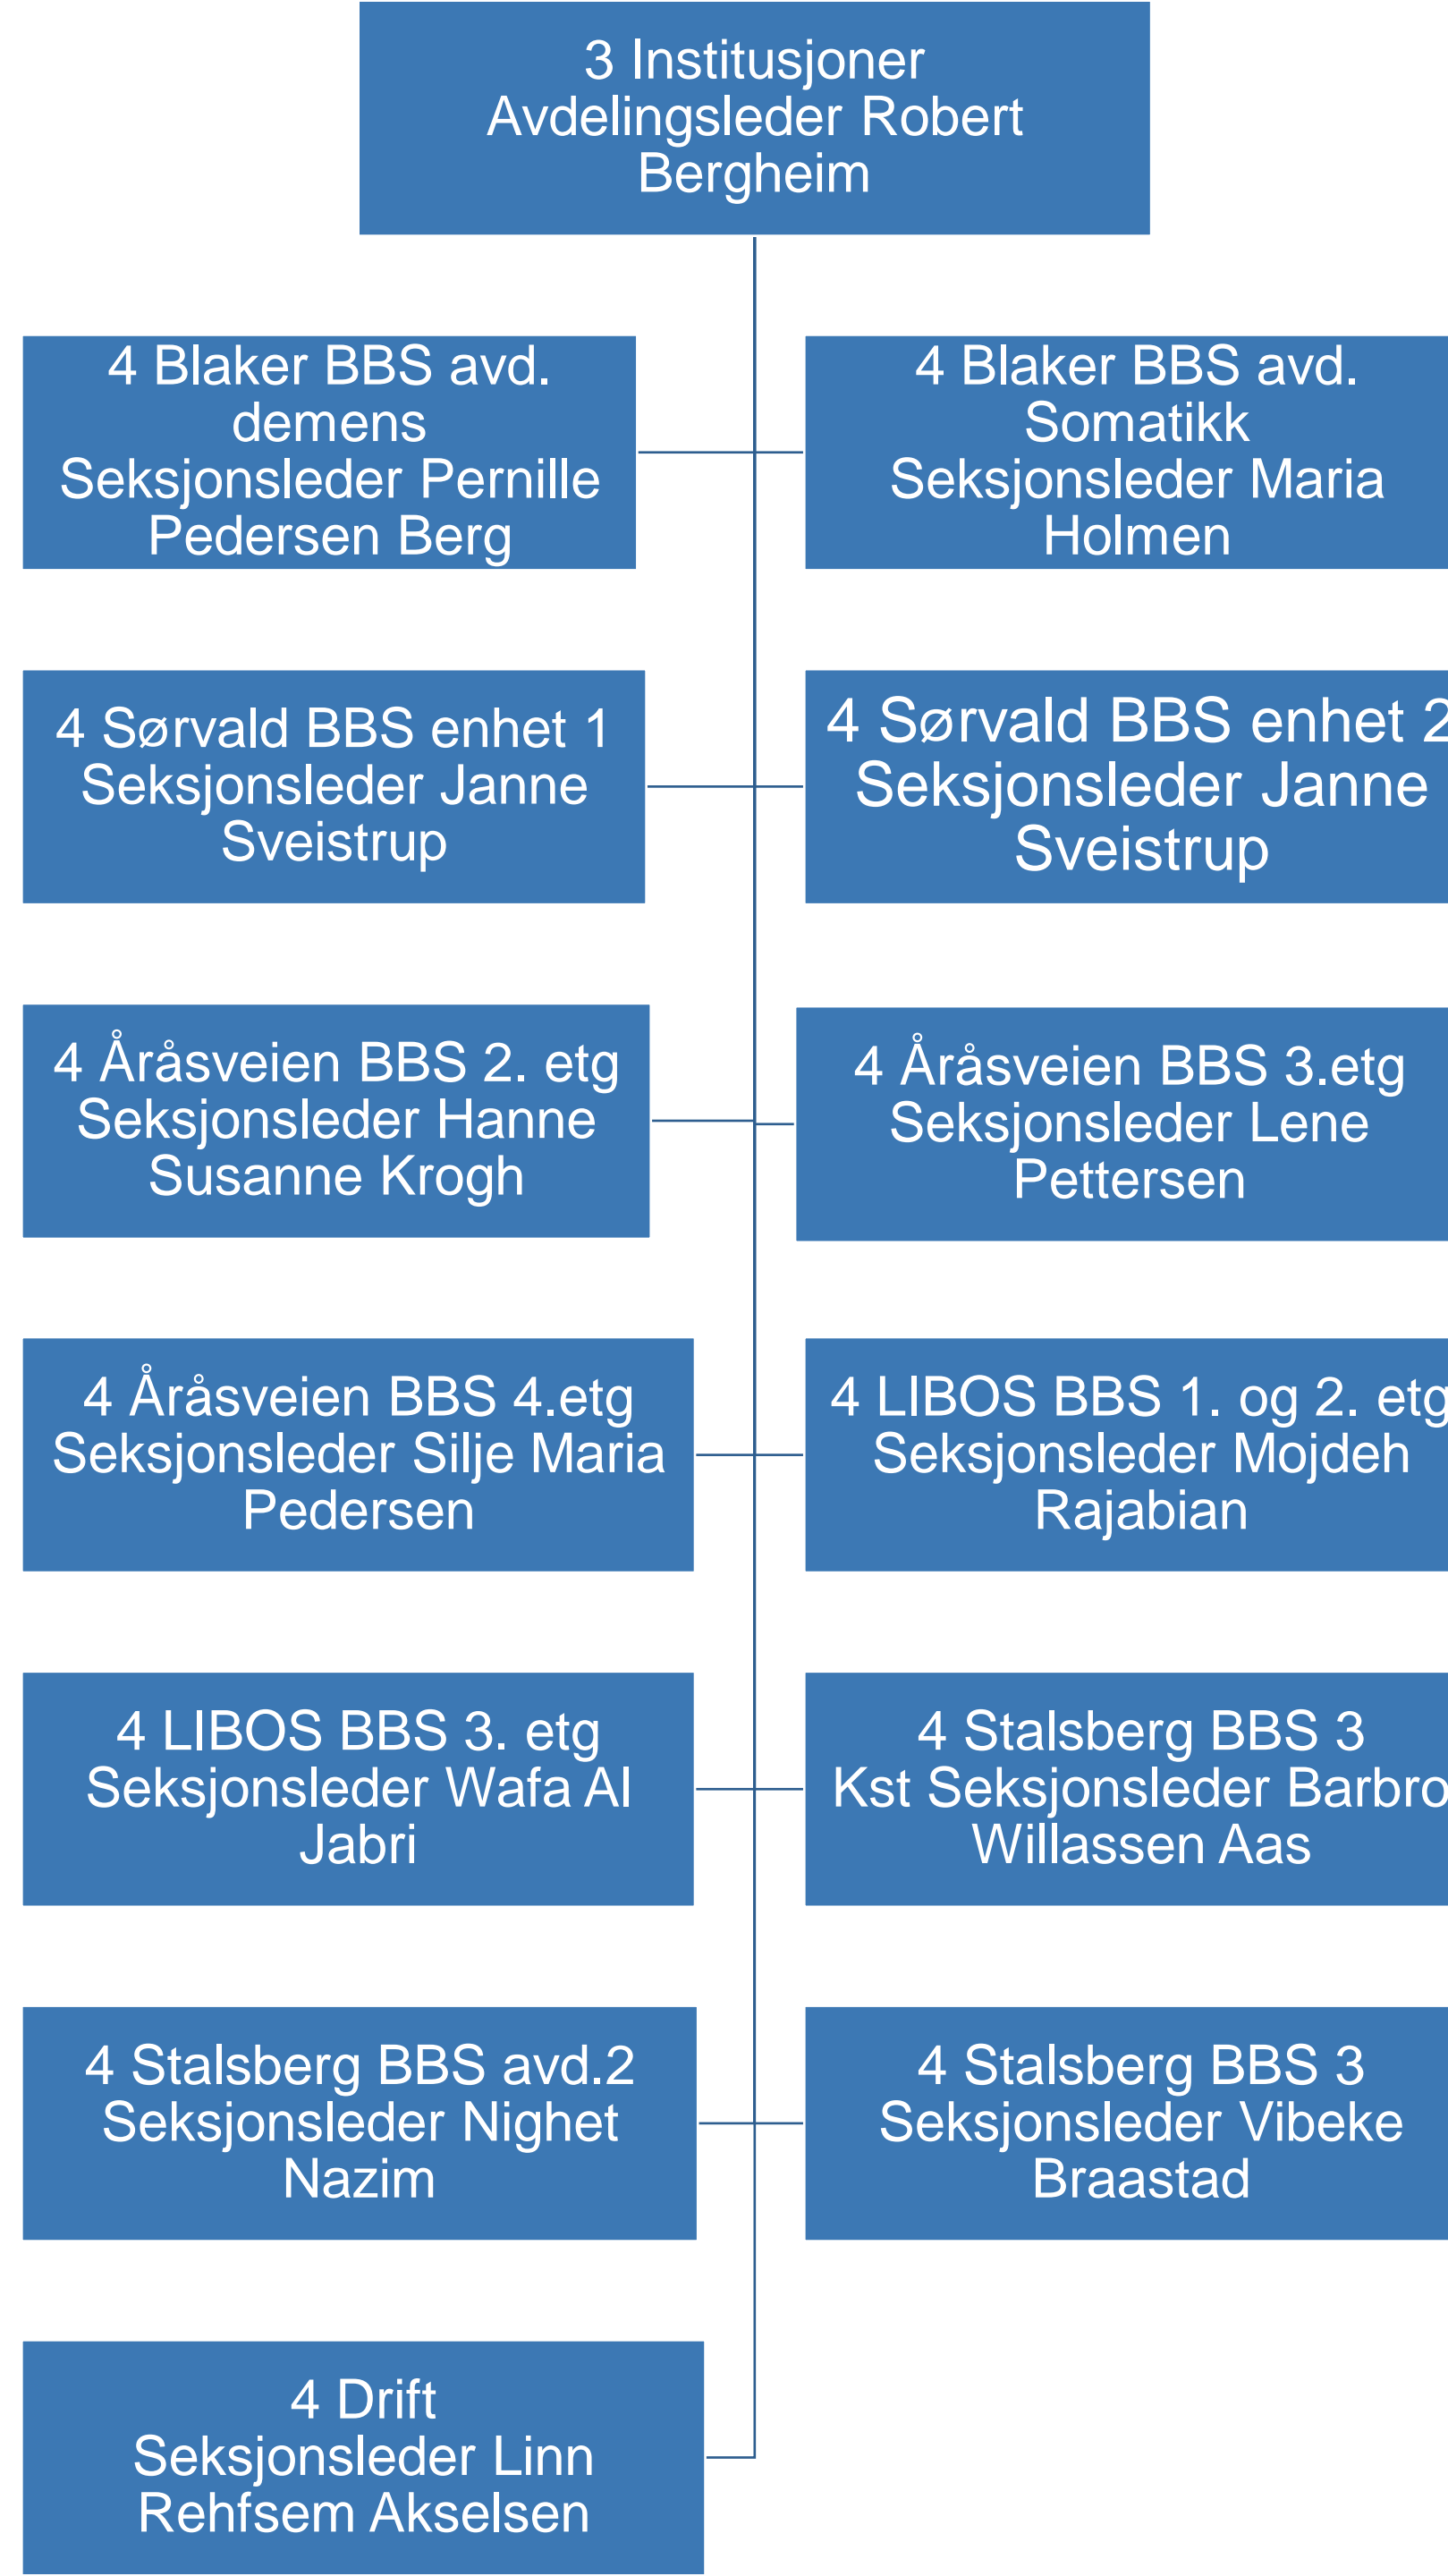 3 Institusjoner
Avdelingsleder Robert
Bergheim
4 Blaker BBS avd.
demens
Seksjonsleder Pernille
Pedersen Berg
4 Blaker BBS avd.
Somatikk
Seksjonsleder Maria
Holmen
4 Sørvald BBS enhet 1
Seksjonsleder Janne
Sveistrup
4 Sørvald BBS enhet 2
Seksjonsleder Janne
Sveistrup
4 Åråsveien BBS 2. etg
Seksjonsleder Hanne
Susanne Krogh
4 Åråsveien BBS 3.etg
Seksjonsleder Lene
Pettersen
4 Åråsveien BBS 4.etg
Seksjonsleder Silje Maria
Pedersen
4 LIBOS BBS 1. og 2. etg
Seksjonsleder Mojdeh
Rajabian
4 LIBOS BBS 3. etg
Seksjonsleder Wafa Al
Jabri
4 Stalsberg BBS 3
Kst Seksjonsleder Barbro
Willassen Aas
4 Stalsberg BBS avd.2
Seksjonsleder Nighet
Nazim
4 Stalsberg BBS 3
Seksjonsleder Vibeke
Braastad
4 Drift
Seksjonsleder Linn
Rehfsem Akselsen